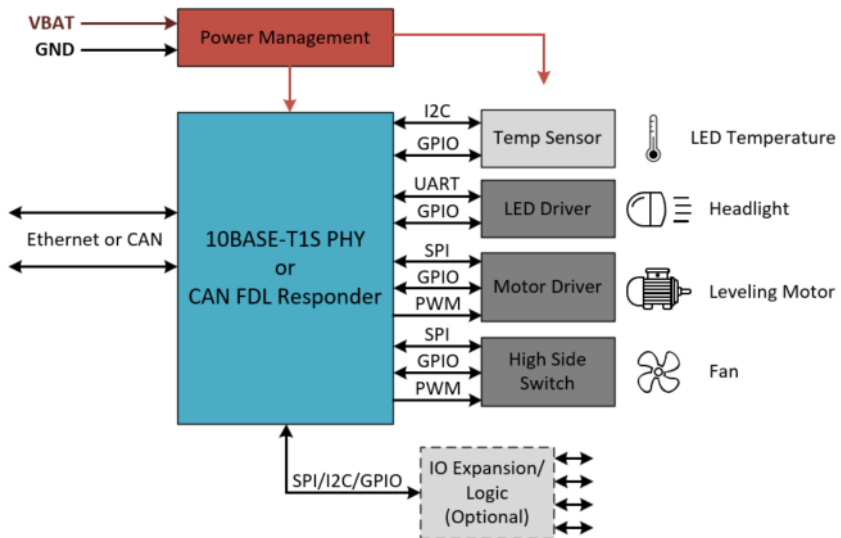 VBAT
GND
Power Management
I2C
GPIO
Temp Sensor
LED Temperature
UART
GPIO
LED Driver
Headlight
Ethernet or CAN
10BASE-T1S PHY
or
CAN FDL Responder
SPI
GPIO
PWM
Motor Driver
Leveling Motor
SPI
GPIO
PWM
High Side
Switch
Fan
SPI/I2C/GPIO
IO Expansion/
Logic
(Optional)